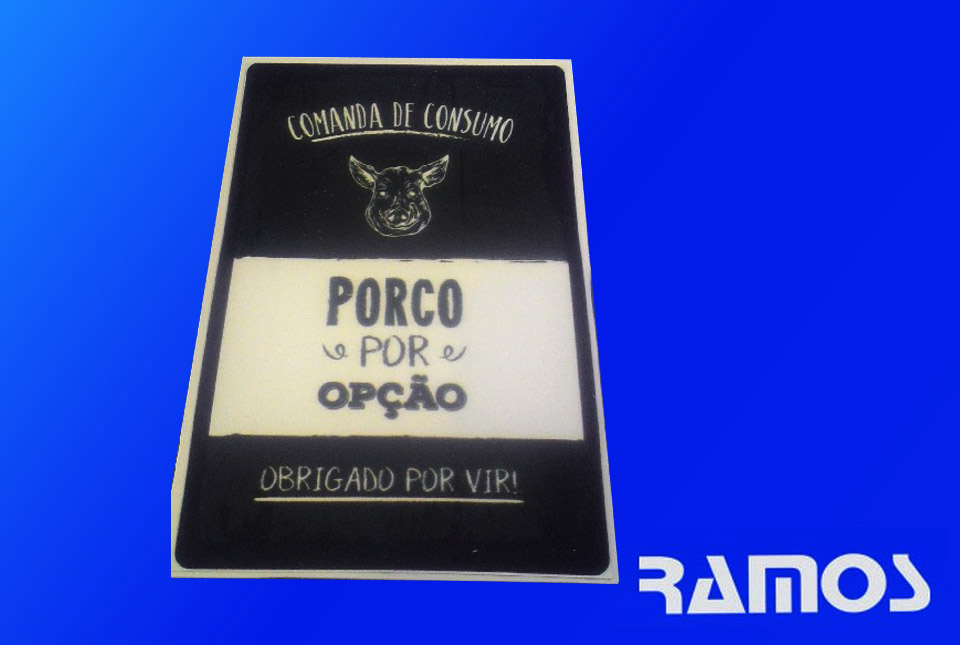 COMANDA DE CONSUMO
PORCO
POR
OPÇÃO
OBRIGADO POR VIR!
RAMOS